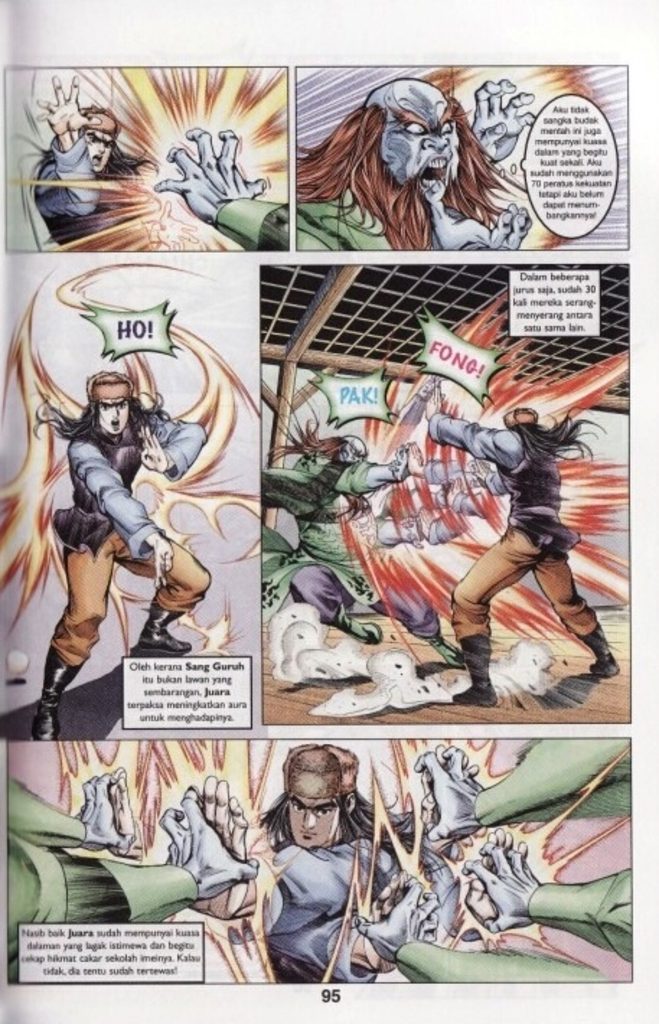 Aku tidak
sangka budak
mentah ini juga
mempunyai kuasa
dalam yang begitu
kuat sekali. Aku
menggunakan
70 peratus kekuatan
tetapi aku belum
dapat menum-
bangkannya!
HO!
Oleh kerana Sang Guruh
itu bukan lawan yang
sembarangan, Juara
terpaksa meningkatkan aura
untuk menghadapinya.
Dalam beberapa
jurus saja, sudah 30
kali mereka serang-
menyerang antara
satu sama lain.
FONG!
PAK!
Nasib baik Juara sudah mempunyai kuasa
dalaman yang lagak istimewa dan begitu
cekap hikmat cakar sekolah imeinya. Kalau
tidak, dia tentu sudah tertewas!
95